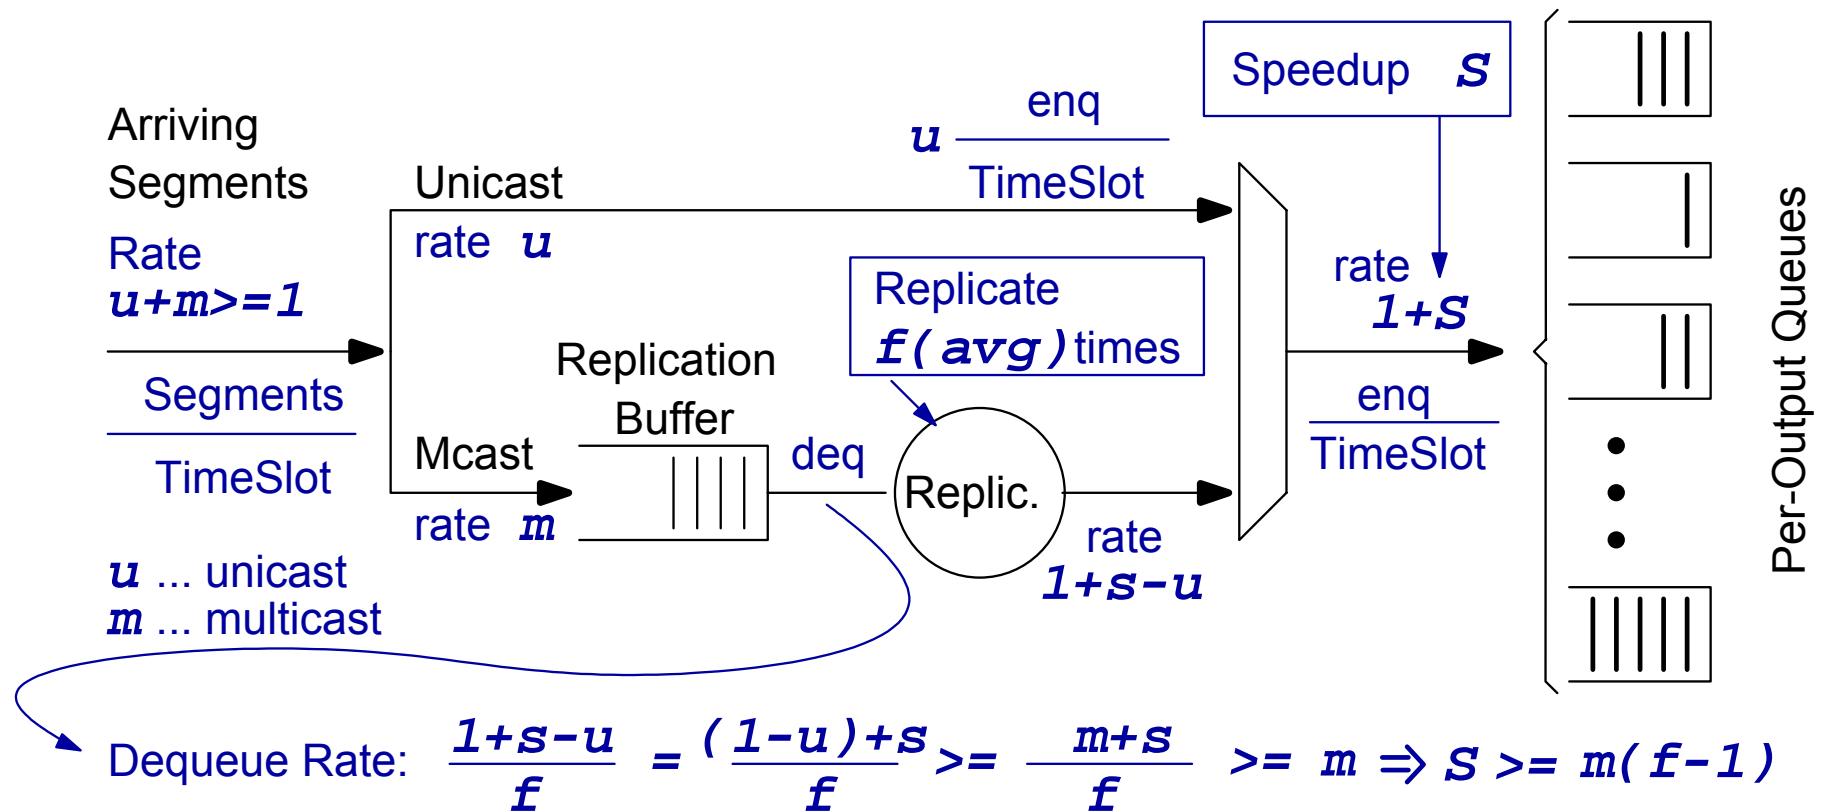 Arriving
Segments
Rate
u+m>=1
Segments
TimeSlot
u ... unicast
m ... multicast
Unicast
rate u
Mcast
rate m
Replication
Buffer
deq
Replicate
f(avg)times
Replic.
rate
1+s-u
u enq
TimeSlot
Speedup S
rate
1+S
enq
TimeSlot
Per-Output Queues
Dequeue Rate: 1+s-u = (1-u)+s >= m+s >= m ⇒ S >= m(f-1)
f f f